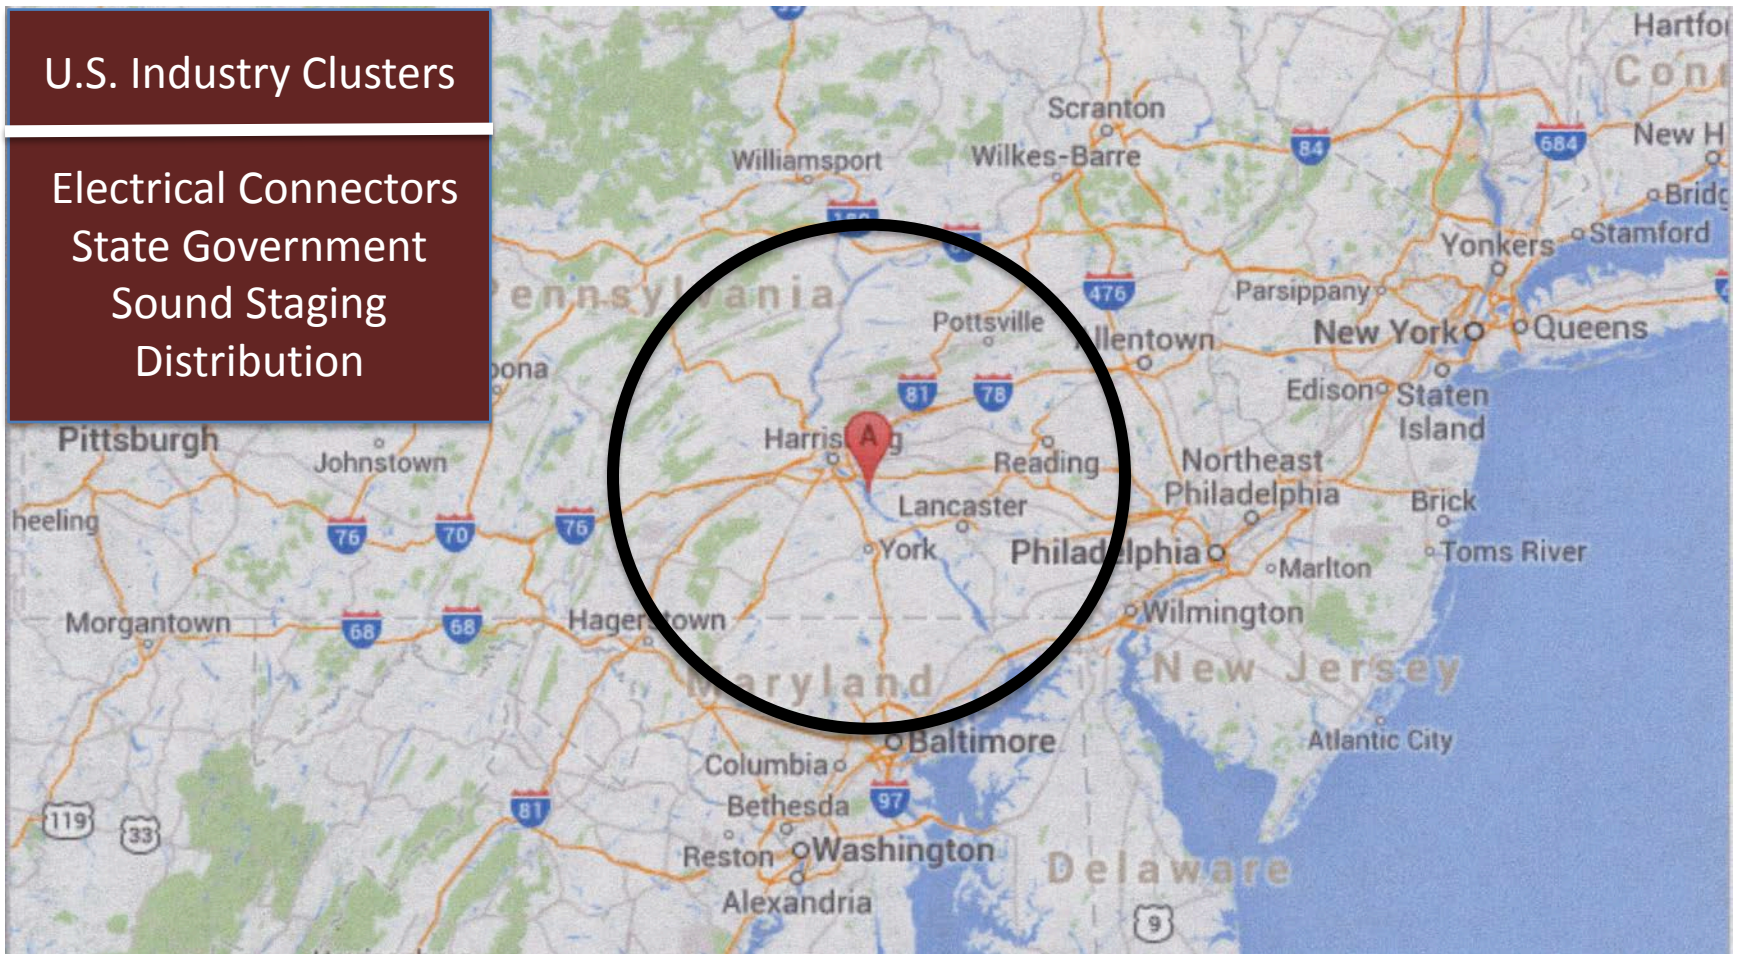 U.S. Industry Clusters
Electrical Connectors
State Government
Sound Staging
Distribution
Hartfo
Conn
Scranton
84
684
New H
Williamsport
Wilkes-Barre
Bridg
Yonkers
Stamford
Pennsylvania
476
Parsippany
Pottsville
Allentown
New York
Queens
ona
81
78
Edison
Staten
Island
Pittsburgh
Johnstown
Harris
A
g
Reading
Northeast
Philadelphia
Lancaster
Brick
heeling
76
70
76
York
Philadelphia
Toms River
Marlton
Morgantown
68
68
Hagerstown
Wilmington
Maryland
New Jersey
Baltimore
Atlantic City
Columbia
81
Bethesda
97
119
33
Reston
Washington
Delaware
Alexandria
9